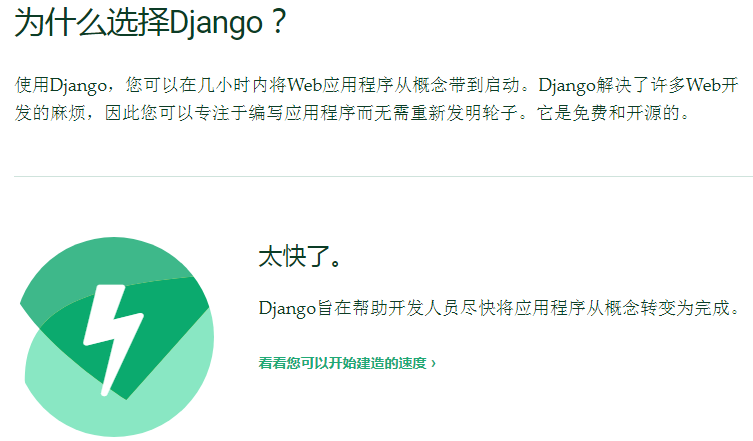 为什么选择Django？
使用Django，您可以在几小时内将Web应用程序从概念带到启动。Django解决了许多Web开
发的麻烦，因此您可以专注于编写应用程序而无需重新发明轮子。它是免费和开源的。
太快了。
Django旨在帮助开发人员尽快将应用程序从概念转变为完成。
看看您可以开始建造的速度 ›